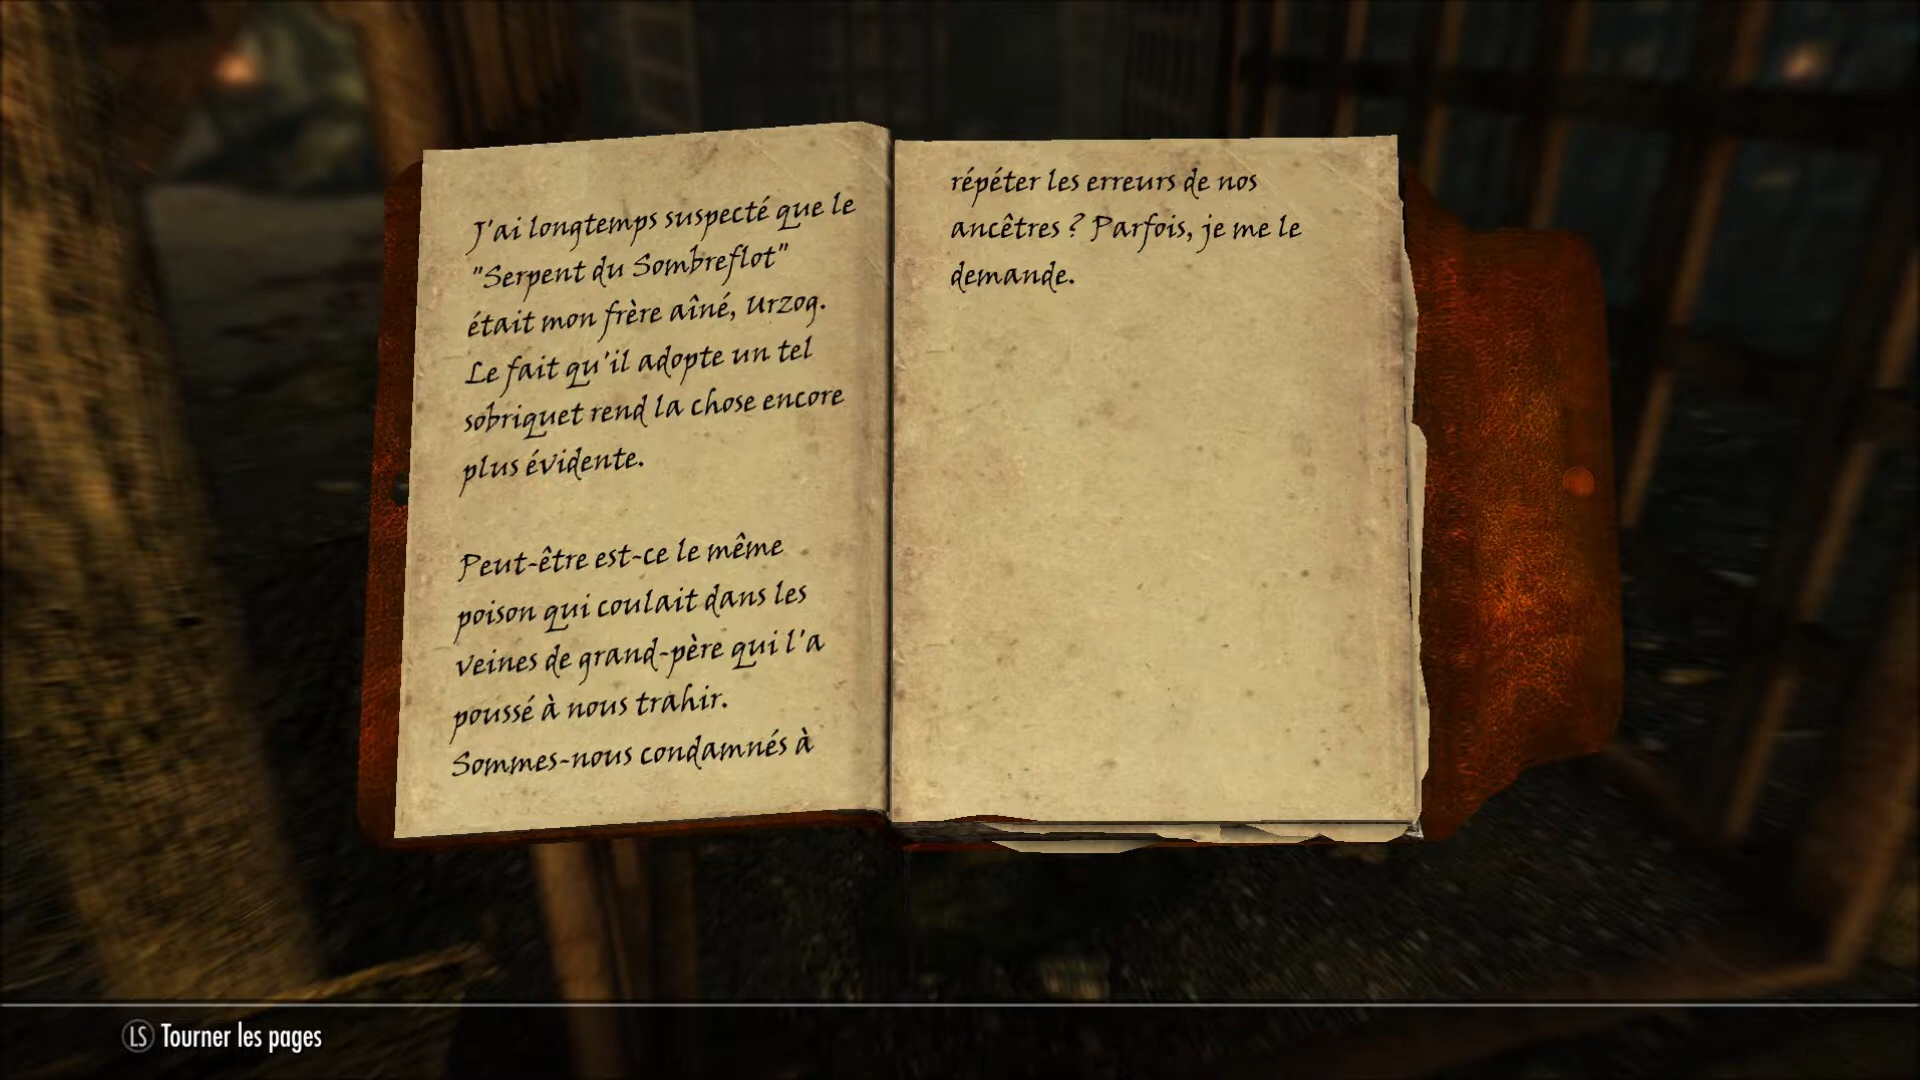 J'ai longtemps suspecté que le
"Serpent du Sombreflot"
était mon frère aîné, Urzog.
Le fait qu'il adopte un tel
sobriquet rend la chose encore
plus évidente.
Peut-être est-ce le même
poison qui coulait dans les
veines de grand-père qui l'a
poussé à nous trahir.
Sommes-nous condamnés à
répéter les erreurs de nos
ancêtres ? Parfois, je me le
demande.
LS Tourner les pages